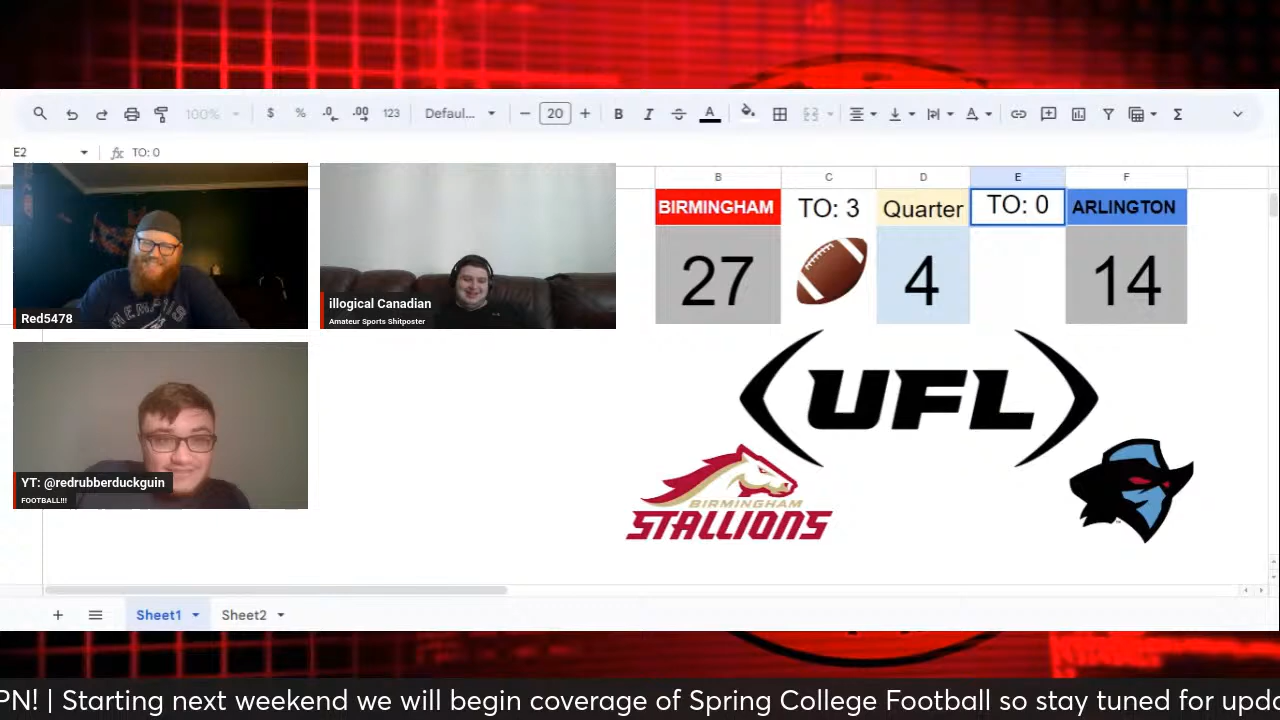 100%
$ % .0 .00 123 Defaul... 20 B I A A Σ
E2 fx TO: 0
B C D E F
BIRMINGHAM TO: 3 Quarter TO: 0 ARLINGTON
27 4 14
MEMPHIS
Red5478
illogical Canadian
Amateur Sports Shitposter
YT: @redrubberduckguin
FOOTBALL!!!
UFL
BIRMINGHAM
STALLIONS
Sheet1 Sheet2
PN! | Starting next weekend we will begin coverage of Spring College Football so stay tuned for upda